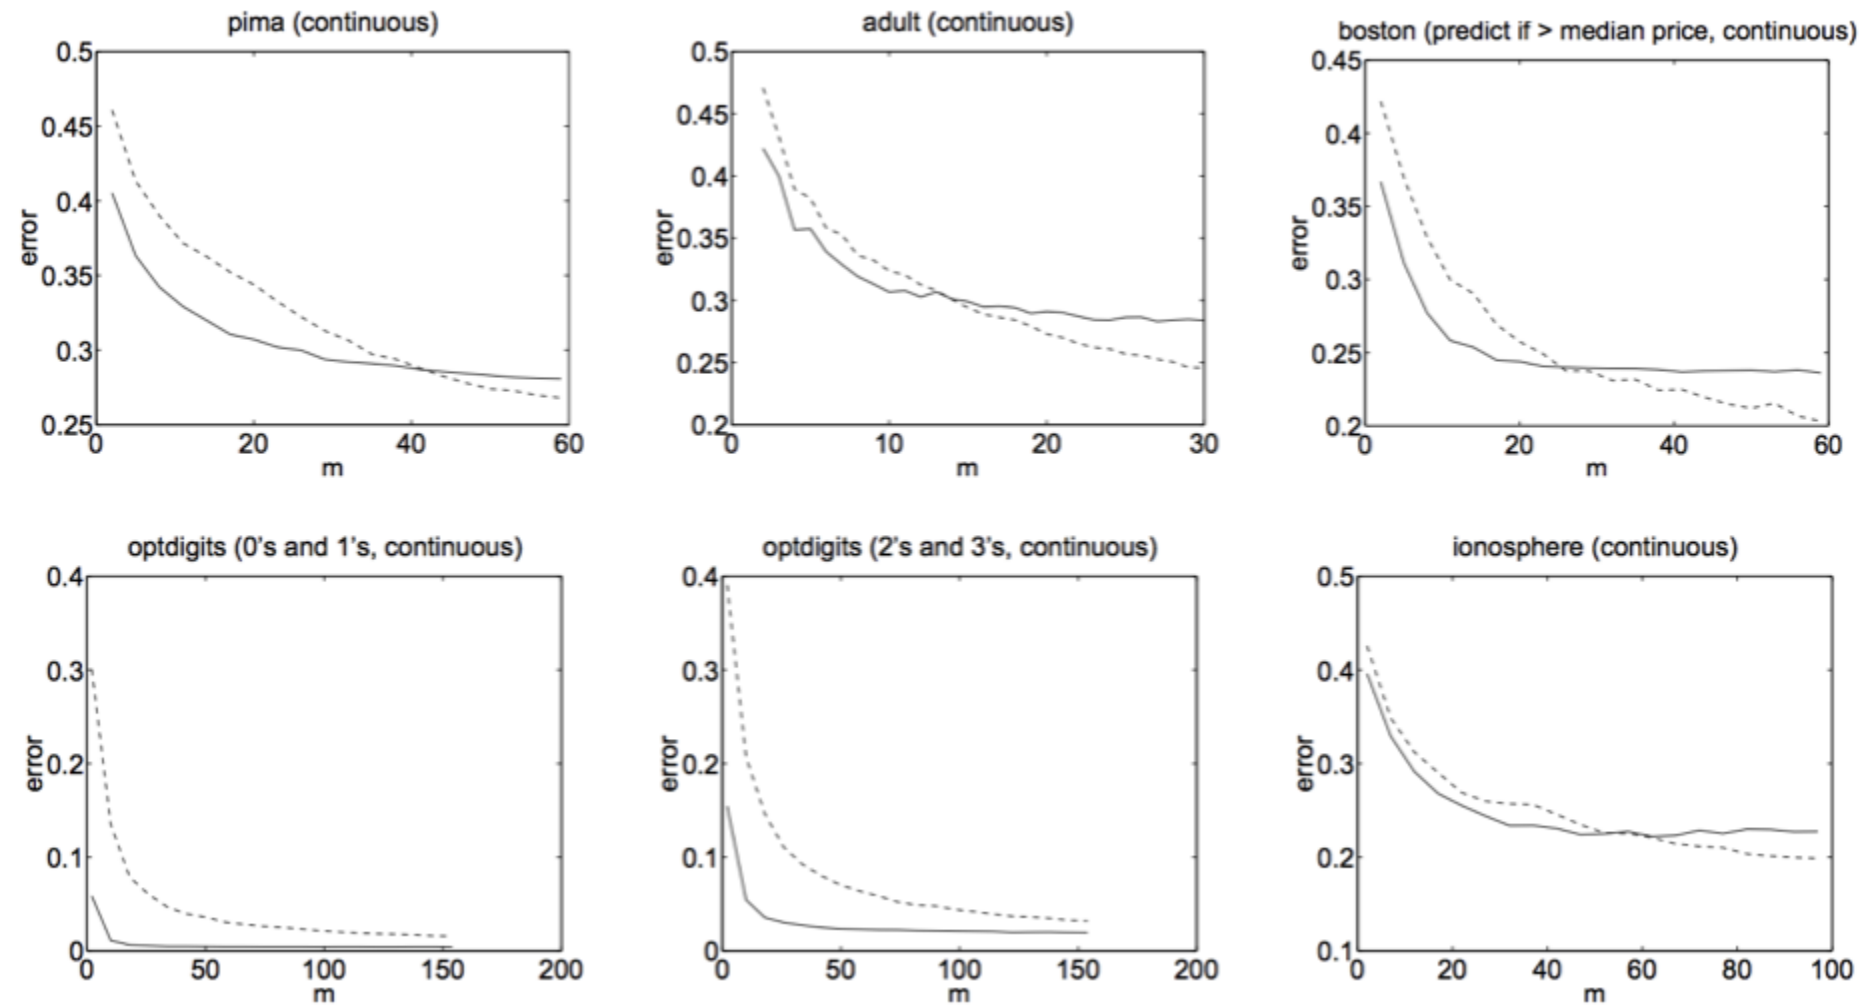 pima (continuous)
0.5
0.45
0.4
0.35
0.3
0.25
error
0 20 40 60
m
adult (continuous)
0.5
0.45
0.4
0.35
0.3
0.25
0.2
error
0 10 20 30
m
boston (predict if > median price, continuous)
0.45
0.4
0.35
0.3
0.25
0.2
error
0 20 40 60
m
optdigits (0's and 1's, continuous)
0.4
0.3
0.2
0.1
0
error
0 50 100 150 200
m
optdigits (2's and 3's, continuous)
0.4
0.3
0.2
0.1
0
error
0 50 100 150 200
m
ionosphere (continuous)
0.5
0.4
0.3
0.2
0.1
error
0 20 40 60 80 100
m